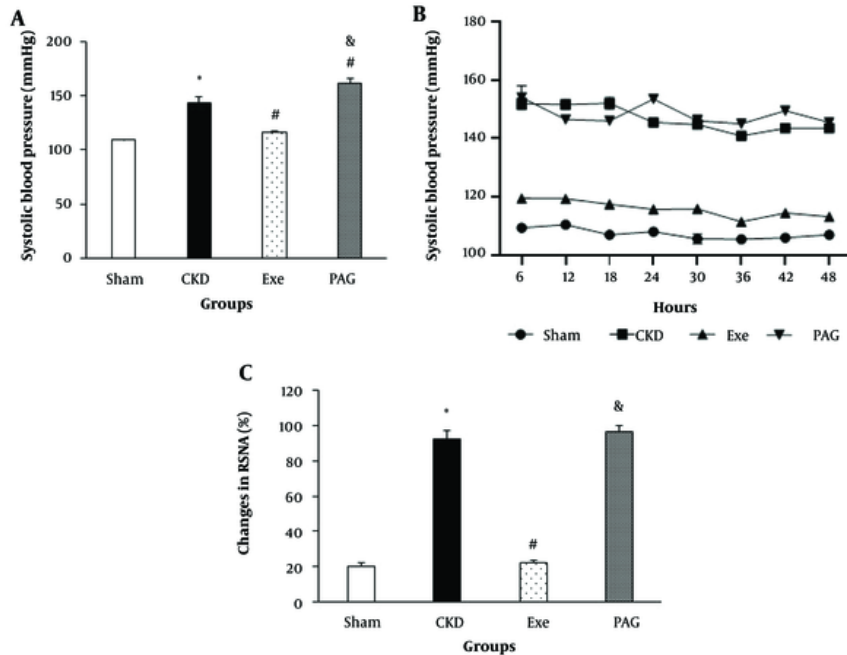 A
Systolic blood pressure (mmHg)
200
150
100
50
0
*
#
&
#
Sham CKD Exe PAG
Groups
B
Systolic blood pressure (mmHg)
180
160
140
120
100
6 12 18 24 30 36 42 48
Hours
Sham CKD Exe PAG
C
Changes in RSNA (%)
120
100
80
60
40
20
0
*
#
&
Sham CKD Exe PAG
Groups